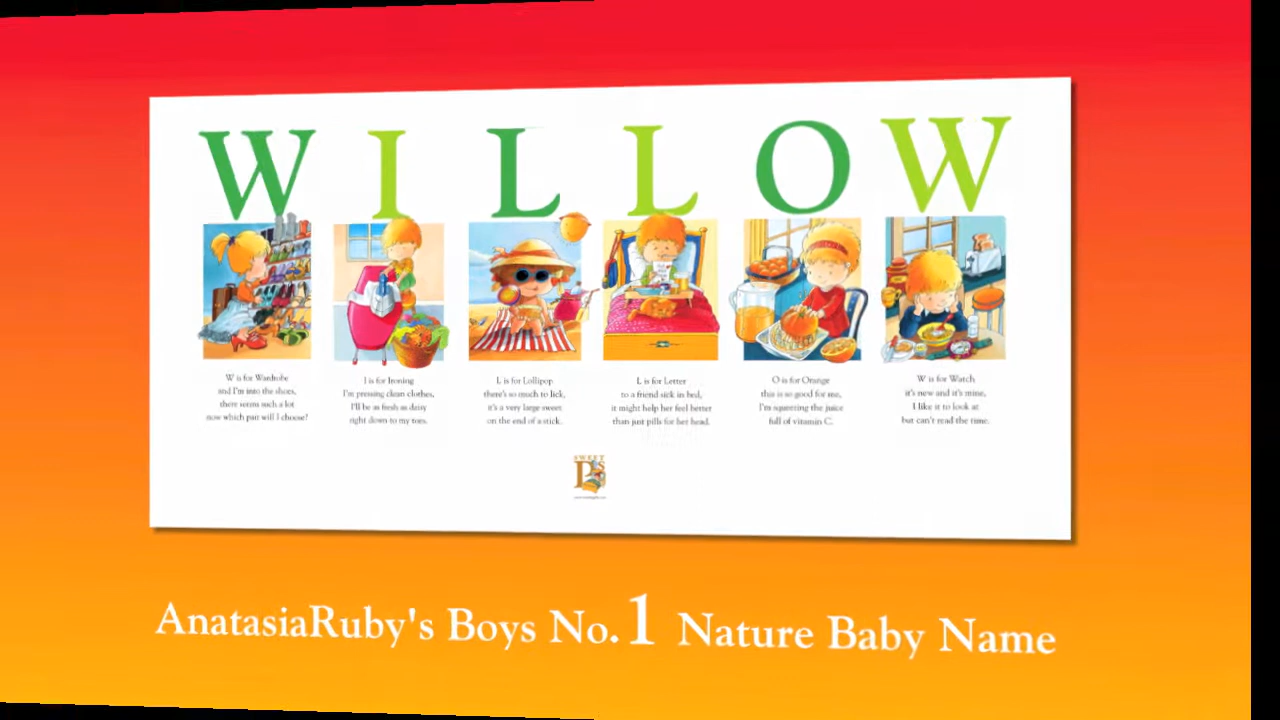 WILLOW
W is for Wardrobe
and I'm into the shoes,
there seems such a lot
now which pair will I choose?
I is for Ironing
I'm pressing clean clothes,
I'll be as fresh as daisy
right down to my toes.
L is for Lollipop
there's so much to lick,
it's a very large sweet
on the end of a stick.
L is for Letter
to a friend sick in bed,
it might help her feel better
than just pills for her head.
O is for Orange
this is so good for me,
I'm squeezing the juice
full of vitamin C.
W is for Watch
it's new and it's mine,
I like it to look at
but can't read the time.
SWEET
P's
AnatasiaRuby's Boys No.1 Nature Baby Name